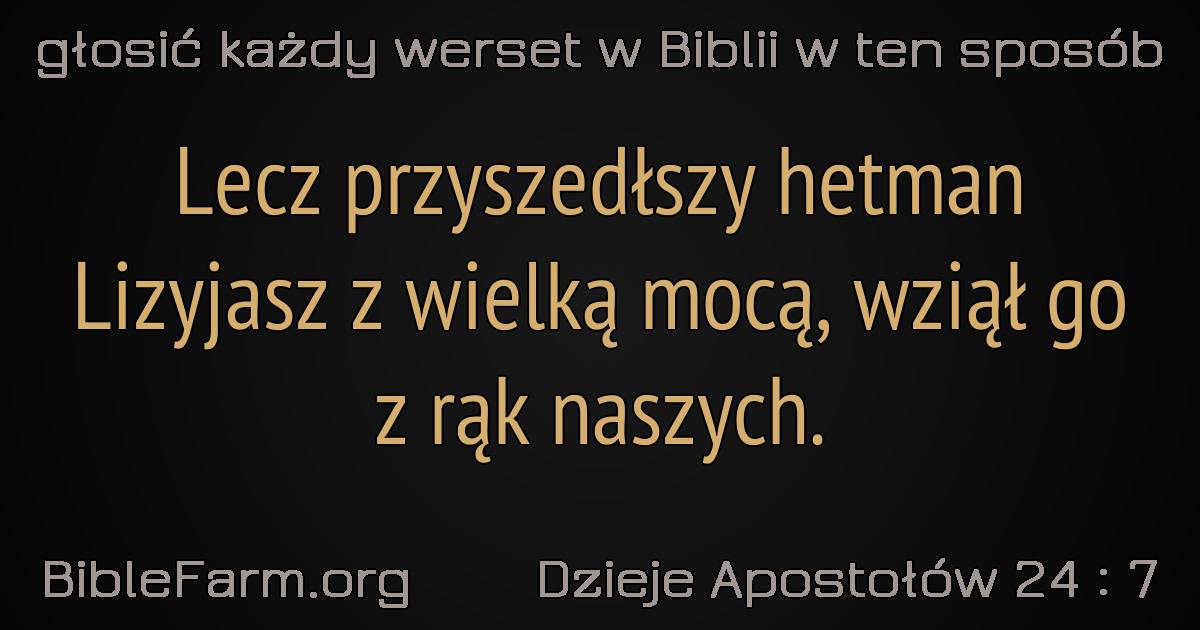 głosić każdy werset w Biblii w ten sposób
Lecz przyszedłszy hetman
Lizyjasz z wielką mocą, wziął go
z rąk naszych.
BibleFarm.org
Dzieje Apostołów 24 : 7